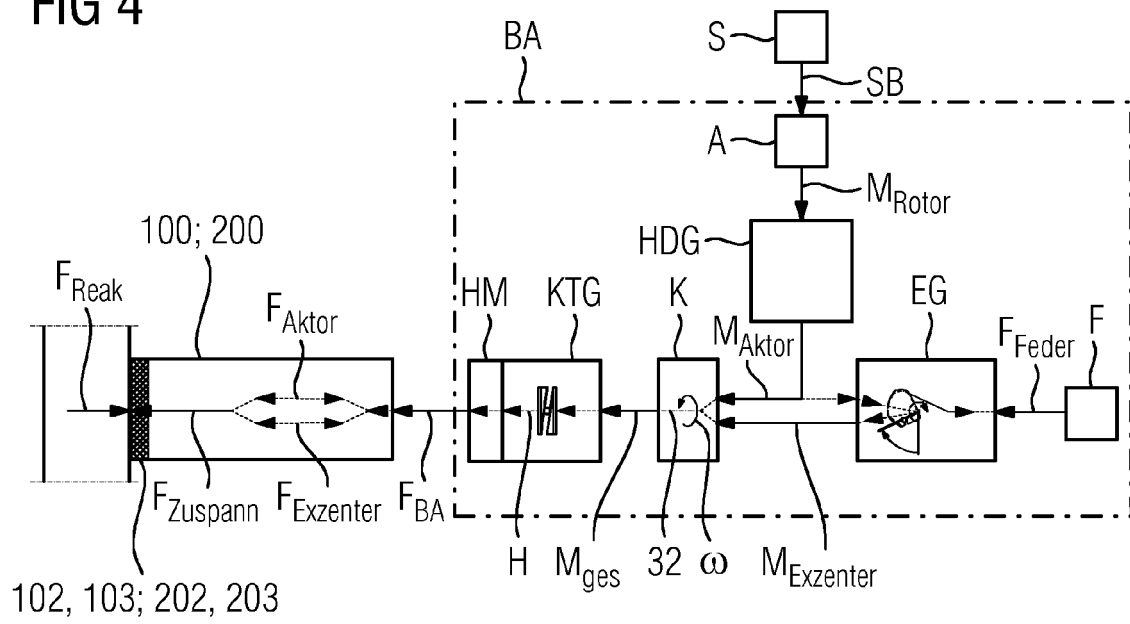 FIG 4
BA
S
SB
A
M_Rotor
HDG
100; 200
F_Reak
F_Aktor
HM
KTG
K
M_Aktor
EG
F_Feder
F
F_Zuspann
F_Exzenter
F_BA
H
M_ges
32
ω
M_Exzenter
102, 103; 202, 203